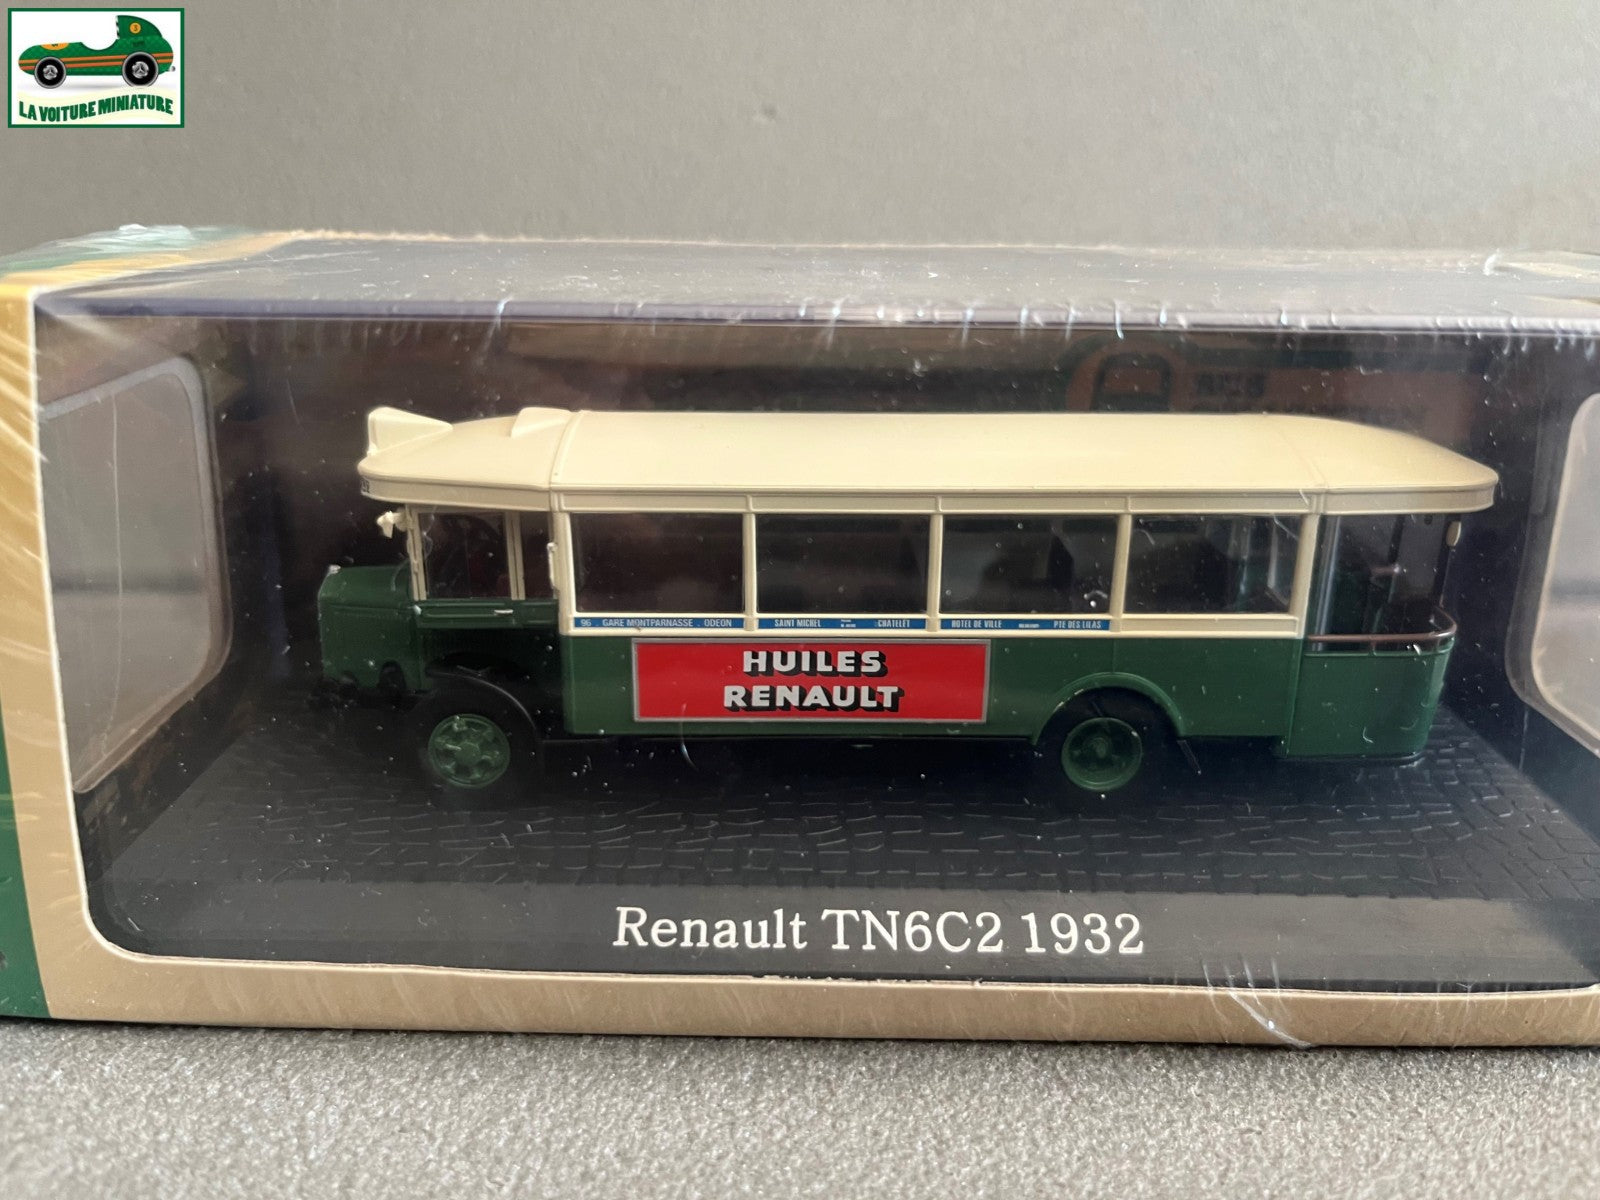 LA VOITURE MINIATURE
96 . GARE MONTPARNASSE . ODEON SAINT MICHEL CHATELET HOTEL DE VILLE PTE DES LILAS
HUILES
RENAULT
Renault TN6C2 1932